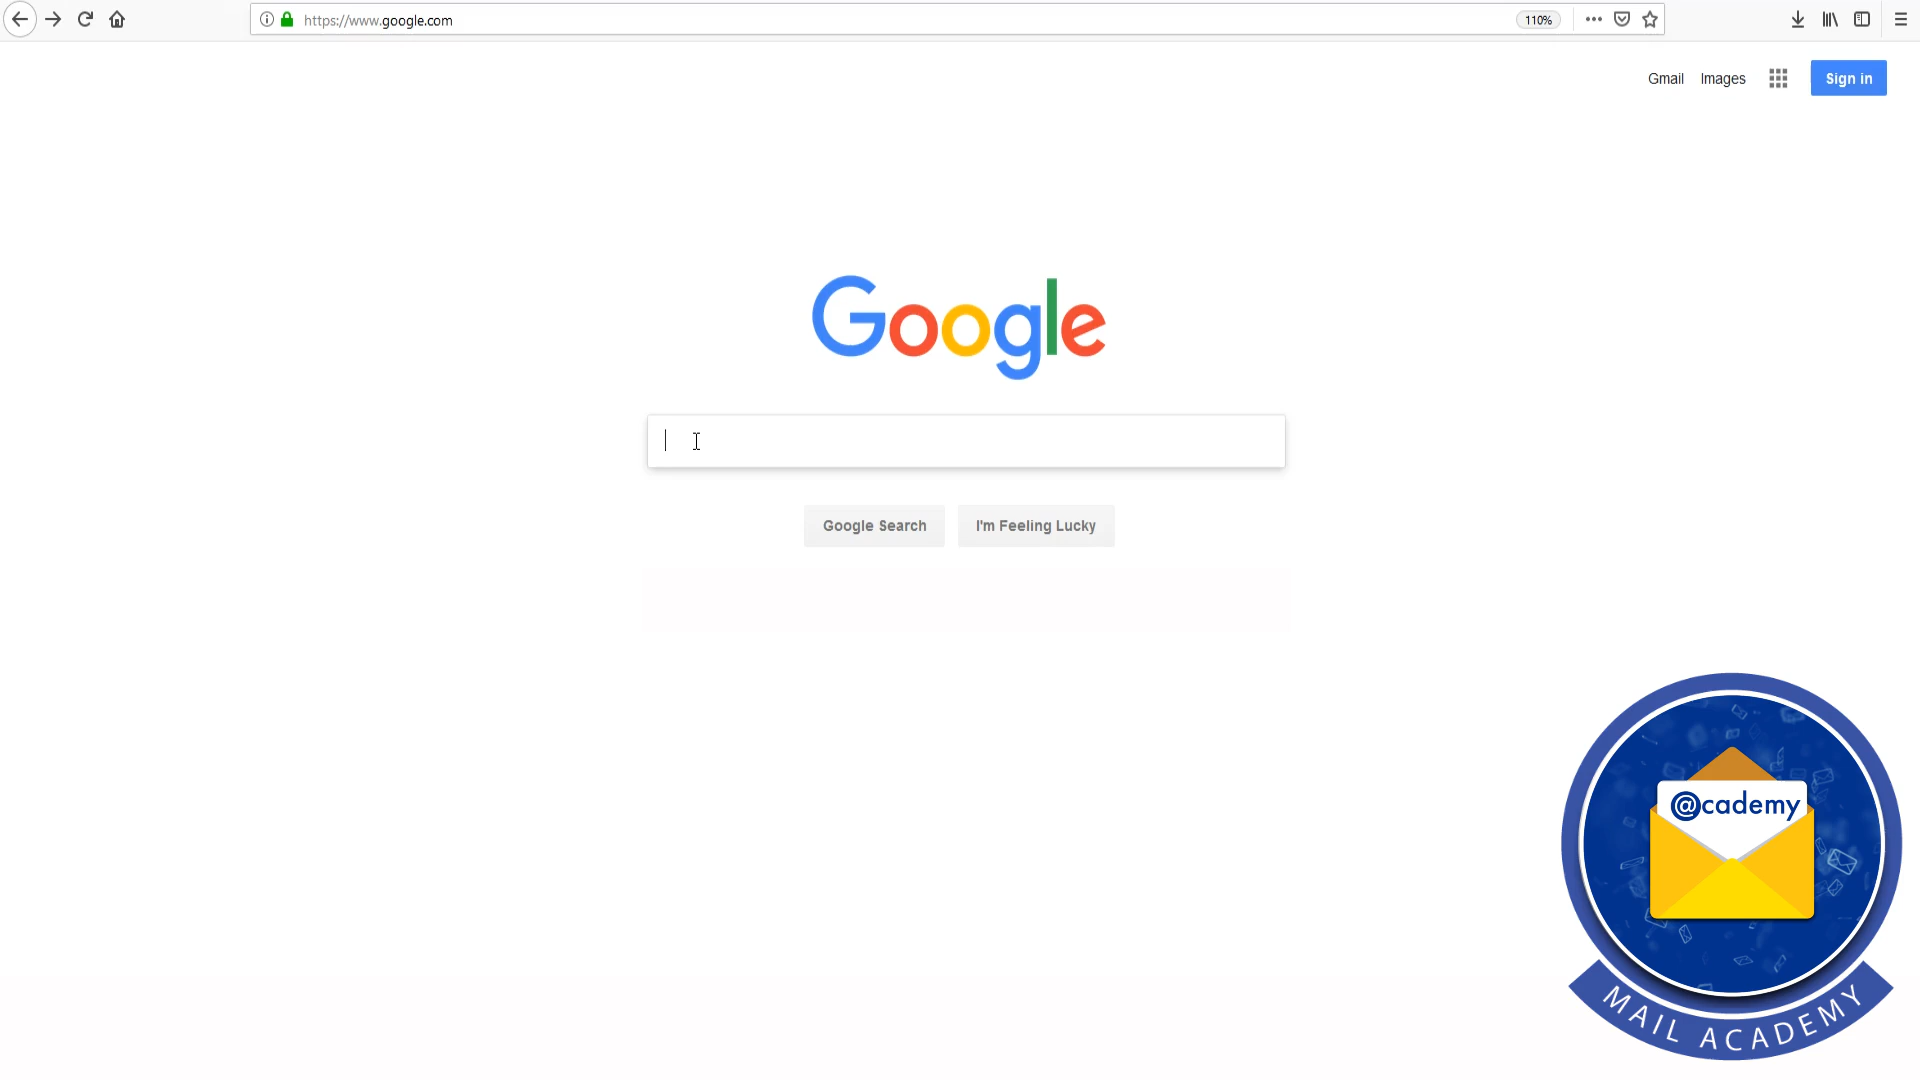 https://www.google.com
110%
Gmail Images
Sign in
Google
Google Search
I'm Feeling Lucky
@cademy
MAIL ACADEMY